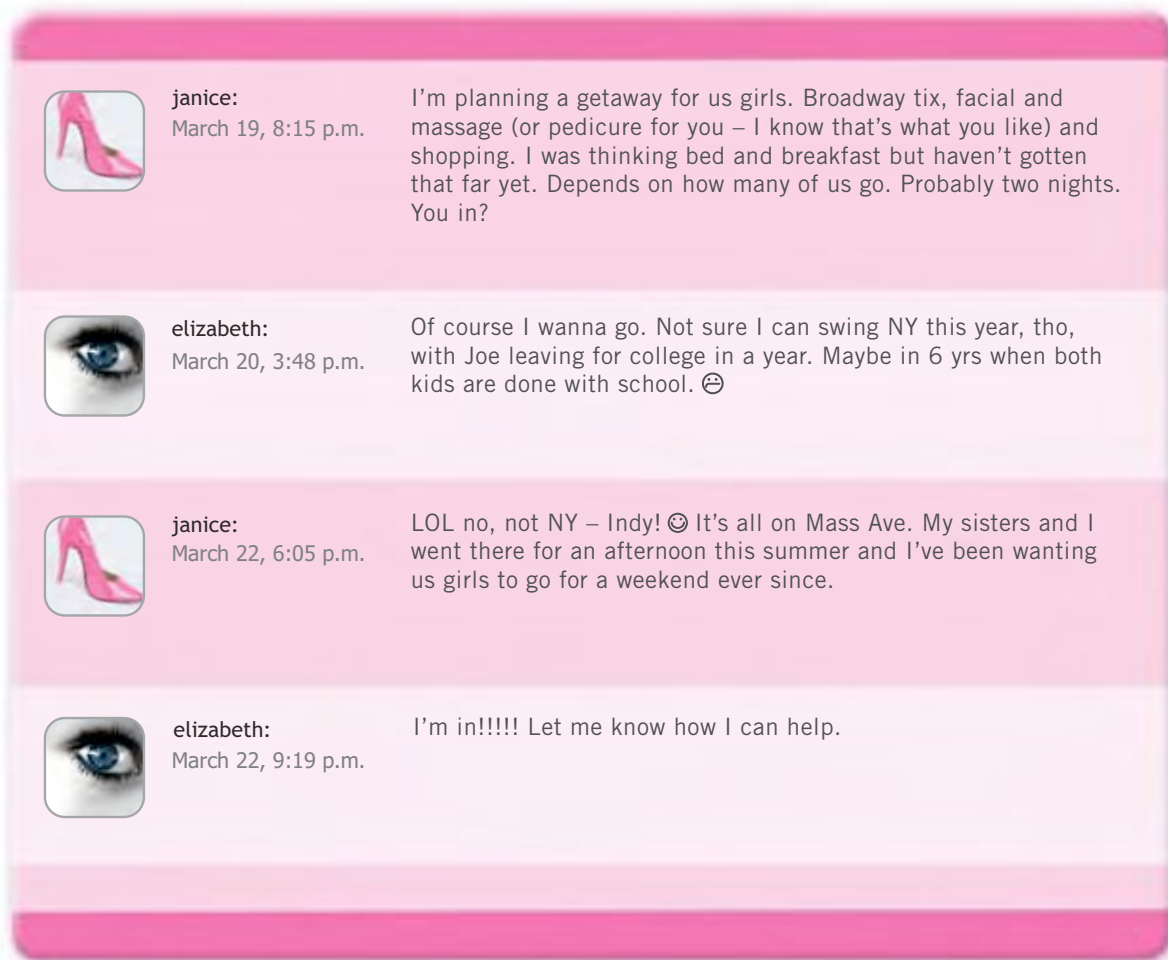 janice:
March 19, 8:15 p.m.
I'm planning a getaway for us girls. Broadway tix, facial and
massage (or pedicure for you – I know that's what you like) and
shopping. I was thinking bed and breakfast but haven't gotten
that far yet. Depends on how many of us go. Probably two nights.
You in?
elizabeth:
March 20, 3:48 p.m.
Of course I wanna go. Not sure I can swing NY this year, tho,
with Joe leaving for college in a year. Maybe in 6 yrs when both
kids are done with school. ☹
janice:
March 22, 6:05 p.m.
LOL no, not NY – Indy! ☺ It's all on Mass Ave. My sisters and I
went there for an afternoon this summer and I've been wanting
us girls to go for a weekend ever since.
elizabeth:
March 22, 9:19 p.m.
I'm in!!!!! Let me know how I can help.